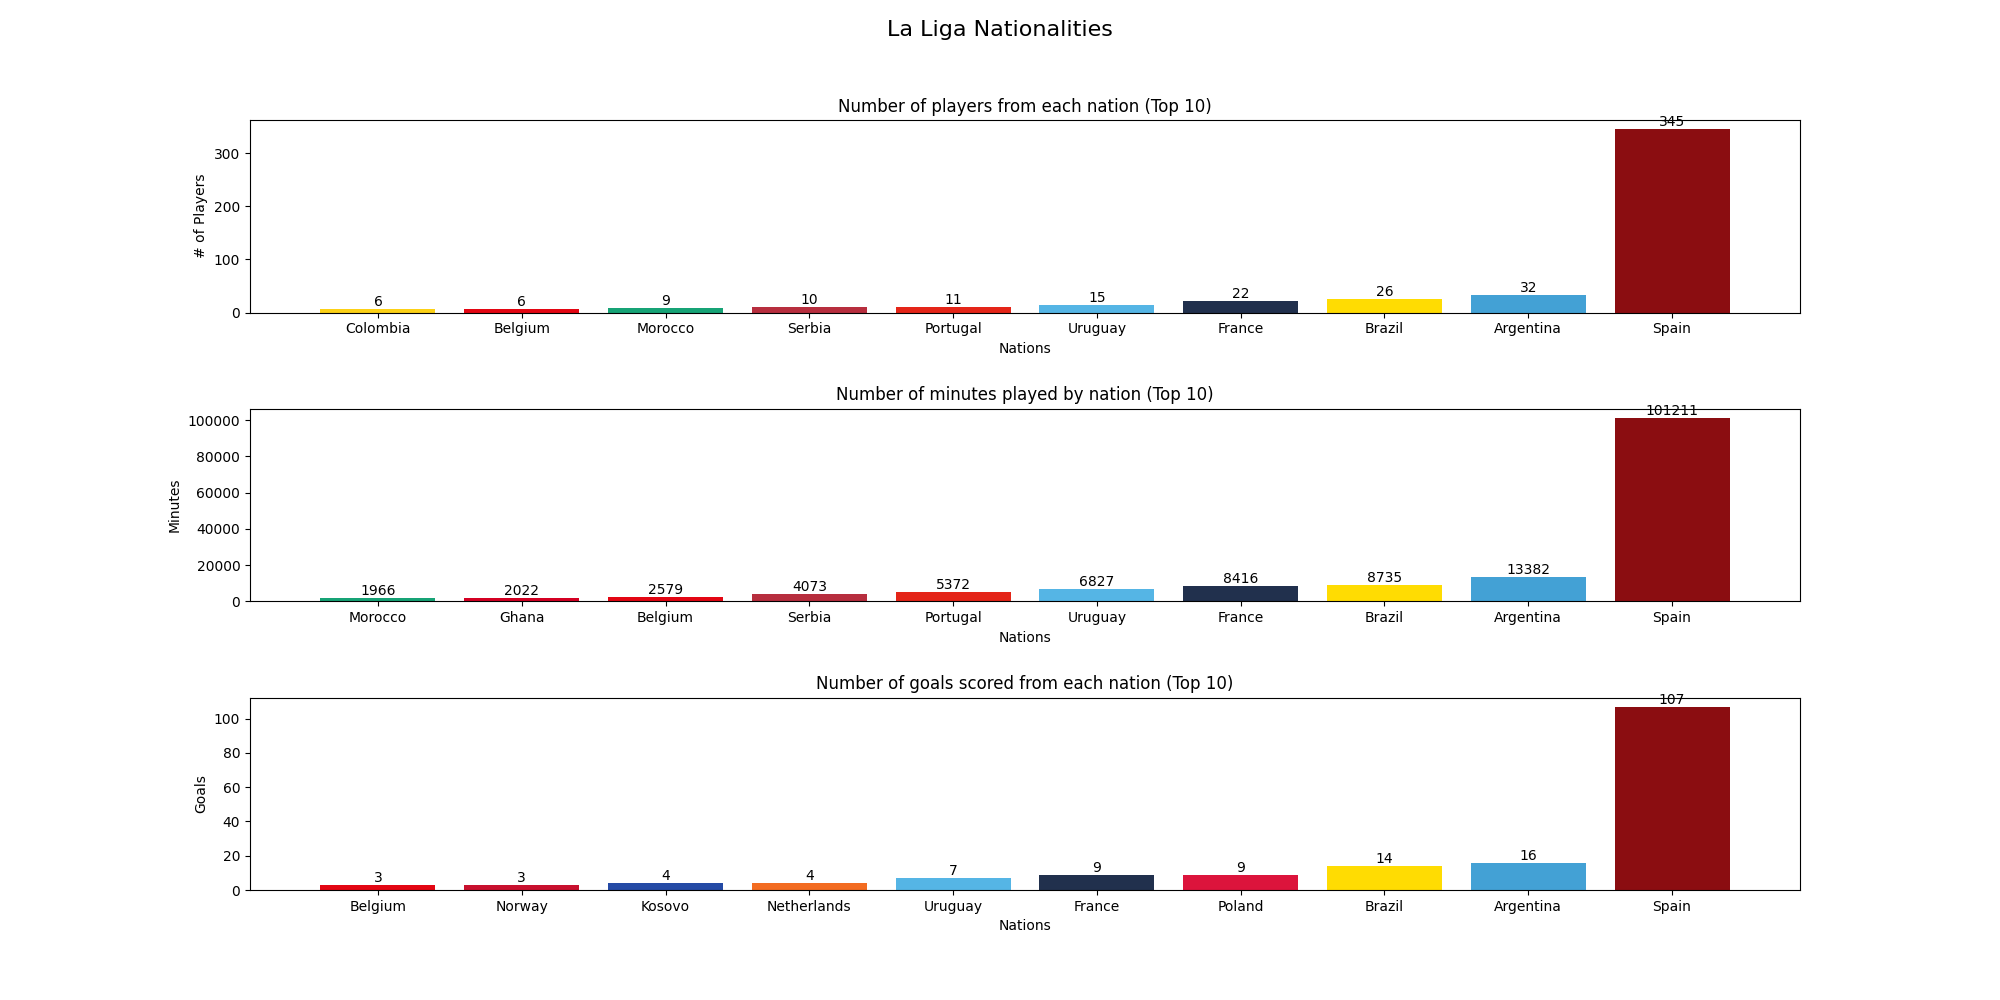 La Liga Nationalities
Number of players from each nation (Top 10)
# of Players
300
200
100
0
6 6 9 10 11 15 22 26 32 345
Colombia Belgium Morocco Serbia Portugal Uruguay France Brazil Argentina Spain
Nations
Number of minutes played by nation (Top 10)
Minutes
100000
80000
60000
40000
20000
0
1966 2022 2579 4073 5372 6827 8416 8735 13382 101211
Morocco Ghana Belgium Serbia Portugal Uruguay France Brazil Argentina Spain
Nations
Number of goals scored from each nation (Top 10)
Goals
100
80
60
40
20
0
3 3 4 4 7 9 9 14 16 107
Belgium Norway Kosovo Netherlands Uruguay France Poland Brazil Argentina Spain
Nations